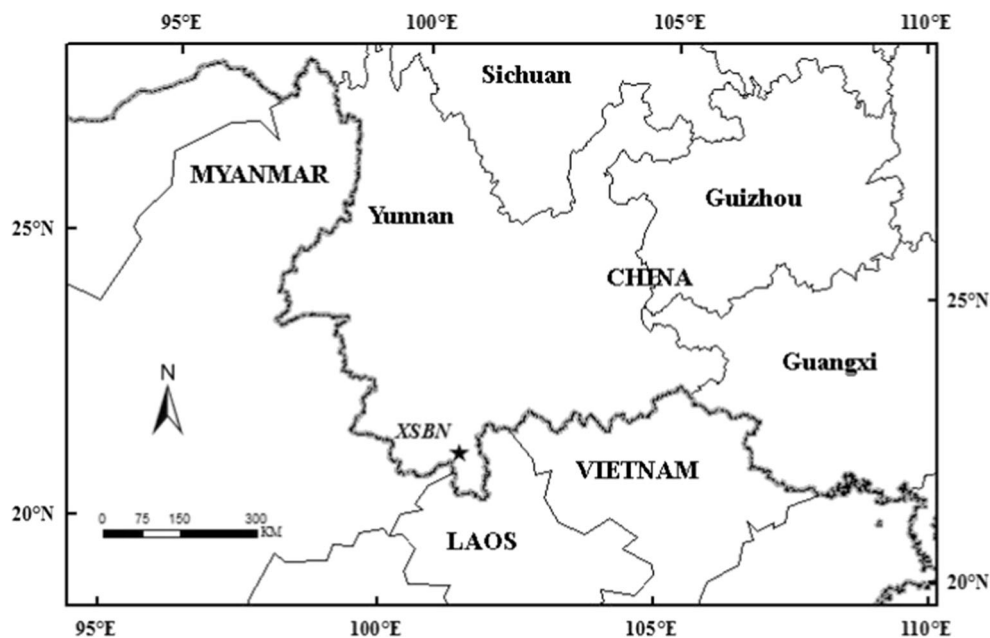 95°E 100°E 105°E 110°E
Sichuan
MYANMAR
Guizhou
Yunnan
25°N
CHINA
25°N
Guangxi
N
XSBN
VIETNAM
20°N
0 75 150 300
KM
LAOS
20°N
95°E 100°E 105°E 110°E